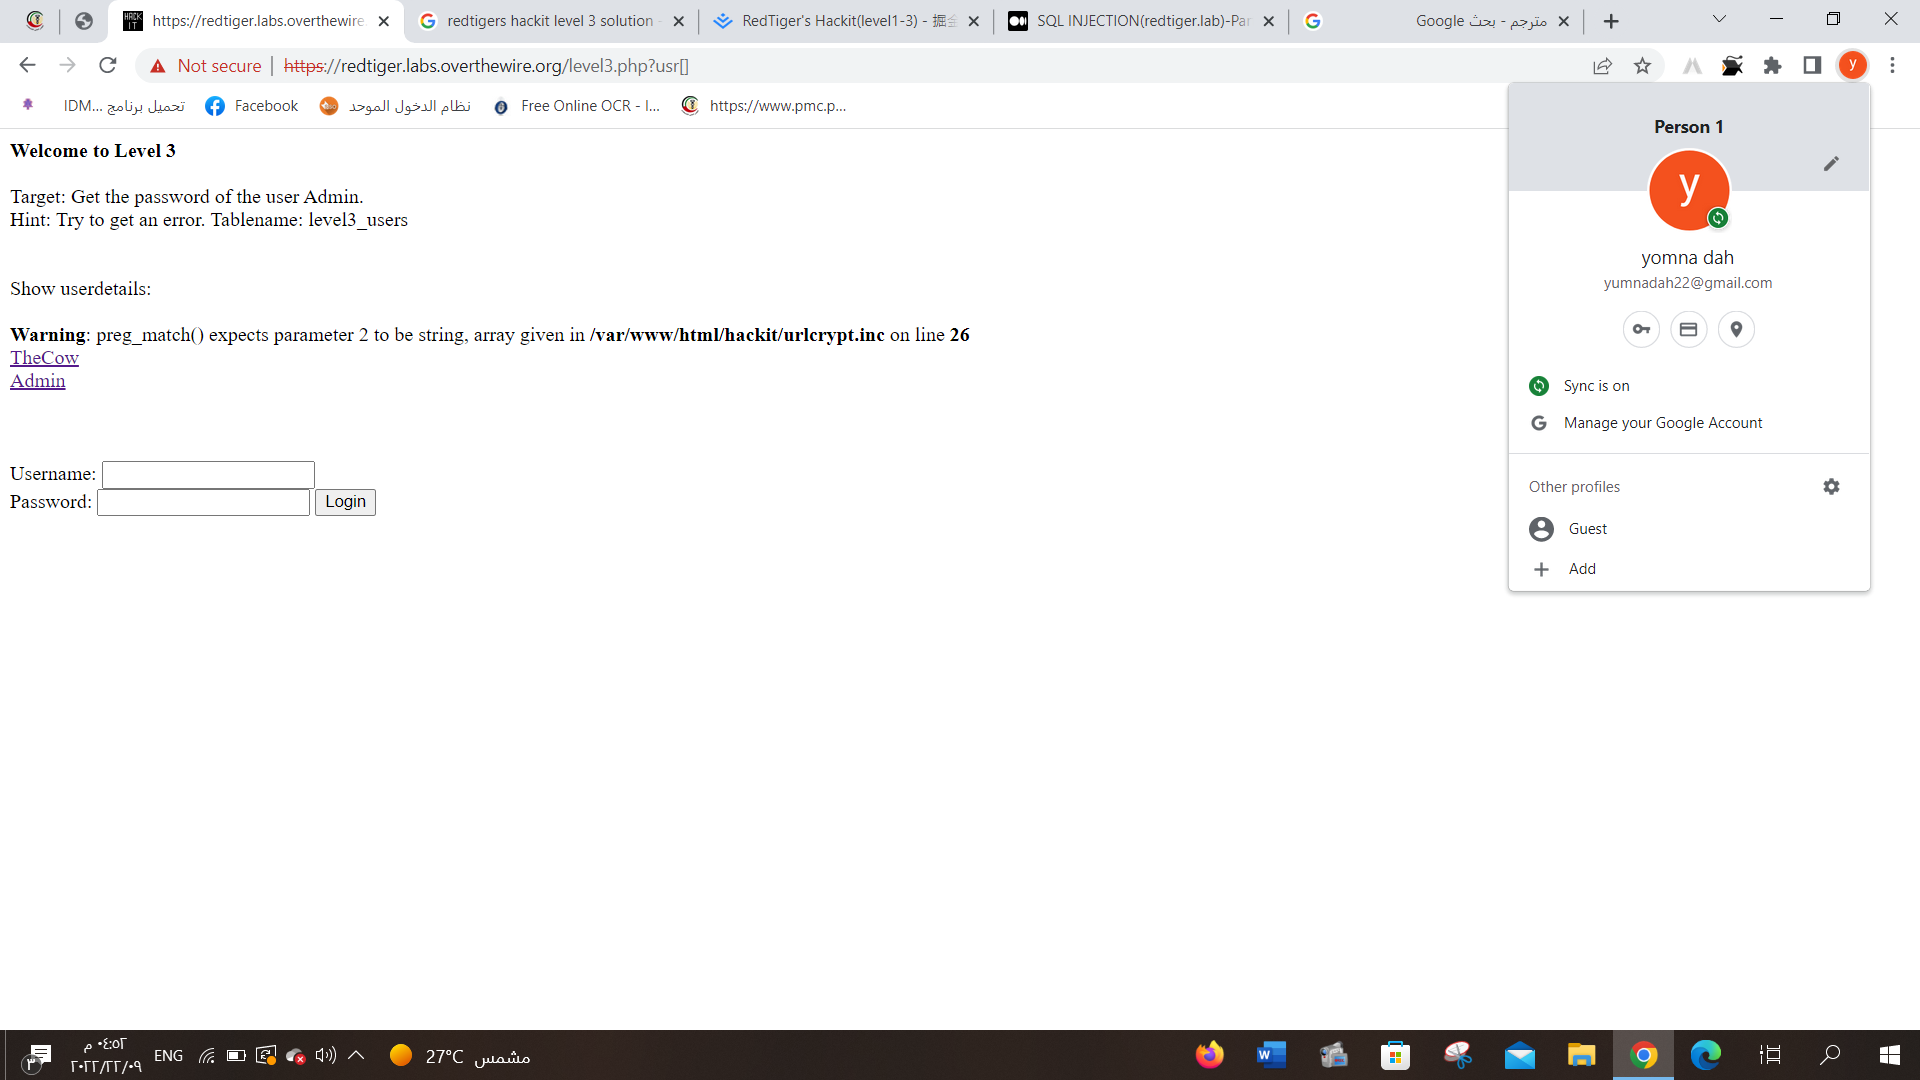 https://redtiger.labs.overthewire
redtigers hackit level 3 solution -
RedTiger's Hackit(level1-3) - 掘金
SQL INJECTION(redtiger.lab)-Par
مترجم - بحث Google
Not secure
https://redtiger.labs.overthewire.org/level3.php?usr[]
تحميل برنامج IDM...
Facebook
نظام الدخول الموحد
Free Online OCR - I...
https://www.pmc.p...
Welcome to Level 3
Target: Get the password of the user Admin.
Hint: Try to get an error. Tablename: level3_users
Show userdetails:
Warning: preg_match() expects parameter 2 to be string, array given in /var/www/html/hackit/urlcrypt.inc on line 26
TheCow
Admin
Username:
Password:
Login
Person 1
y
yomna dah
yumnadah22@gmail.com
Sync is on
Manage your Google Account
Other profiles
Guest
Add
٠٤:٥٢ م
ENG
27°C مشمس